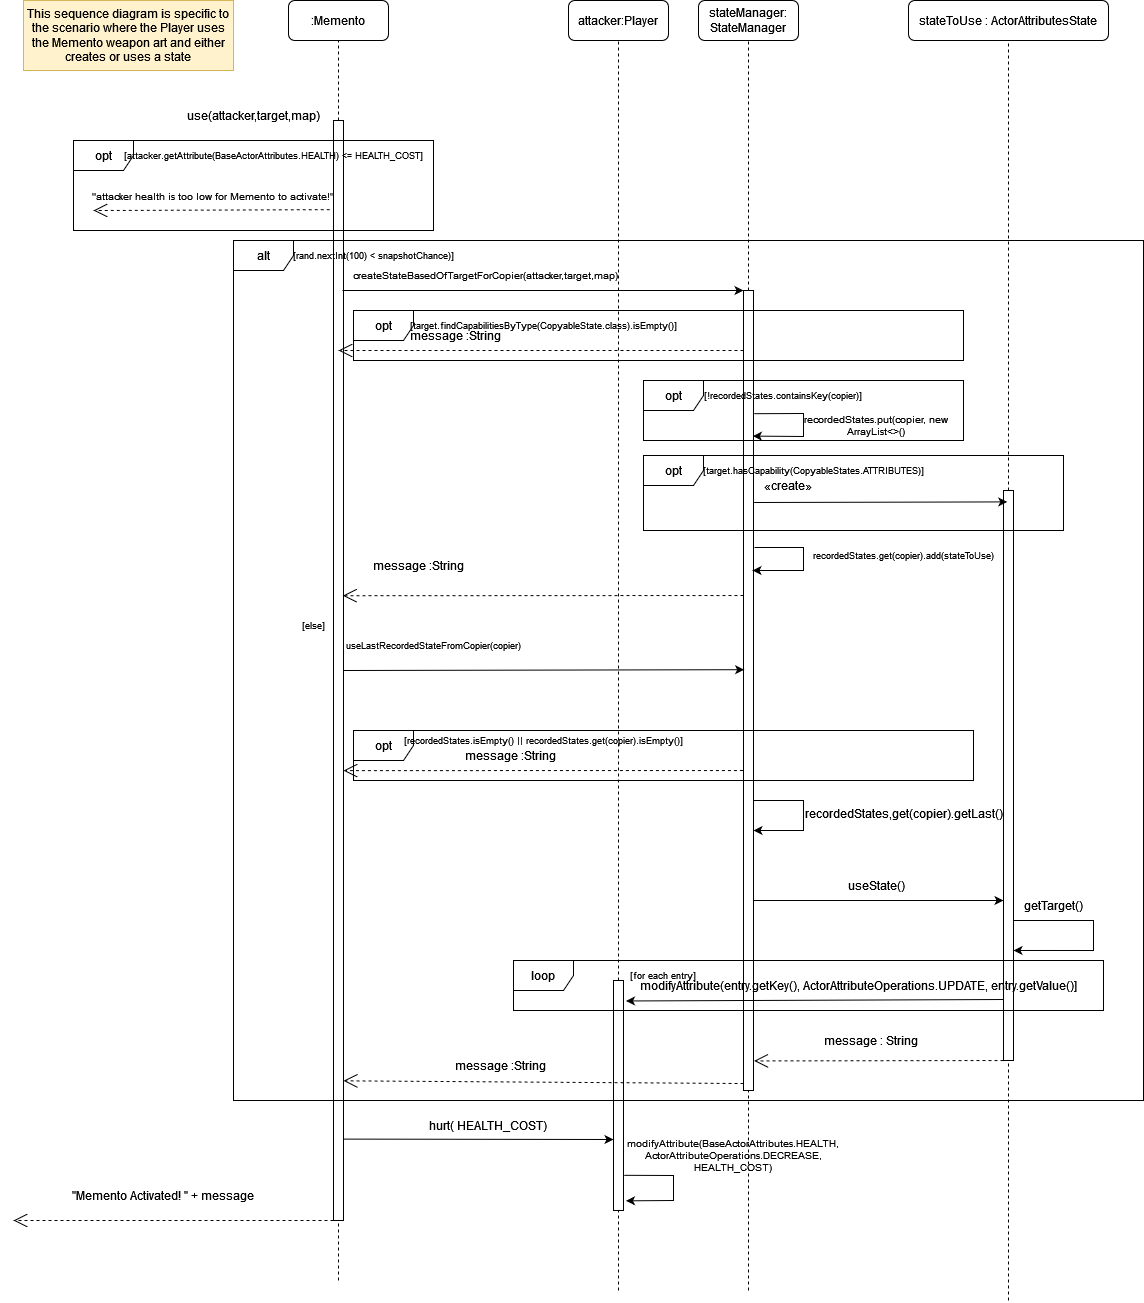 This sequence diagram is specific to
the scenario where the Player uses
the Memento weapon art and either
creates or uses a state
:Memento
attacker:Player
stateManager:
StateManager
stateToUse : ActorAttributesState
use(attacker,target,map)
opt
[attacker.getAttribute(BaseActorAttributes.HEALTH) <= HEALTH_COST]
"attacker health is too low for Memento to activate!"
alt
[rand.nextInt(100) < snapshotChance)]
createStateBasedOfTargetForCopier(attacker,target,map)
opt
[target.findCapabilitiesByType(CopyableState.class).isEmpty()]
message :String
opt
[!recordedStates.containsKey(copier)]
recordedStates.put(copier, new
ArrayList<>()
opt
[target.hasCapability(CopyableStates.ATTRIBUTES)]
«create»
recordedStates.get(copier).add(stateToUse)
message :String
[else]
useLastRecordedStateFromCopier(copier)
opt
[recordedStates.isEmpty() || recordedStates.get(copier).isEmpty()]
message :String
recordedStates,get(copier).getLast()
useState()
getTarget()
loop
[for each entry]
modifyAttribute(entry.getKey(), ActorAttributeOperations.UPDATE, entry.getValue()]
message : String
message :String
hurt( HEALTH_COST)
modifyAttribute(BaseActorAttributes.HEALTH,
ActorAttributeOperations.DECREASE,
HEALTH_COST)
"Memento Activated! " + message